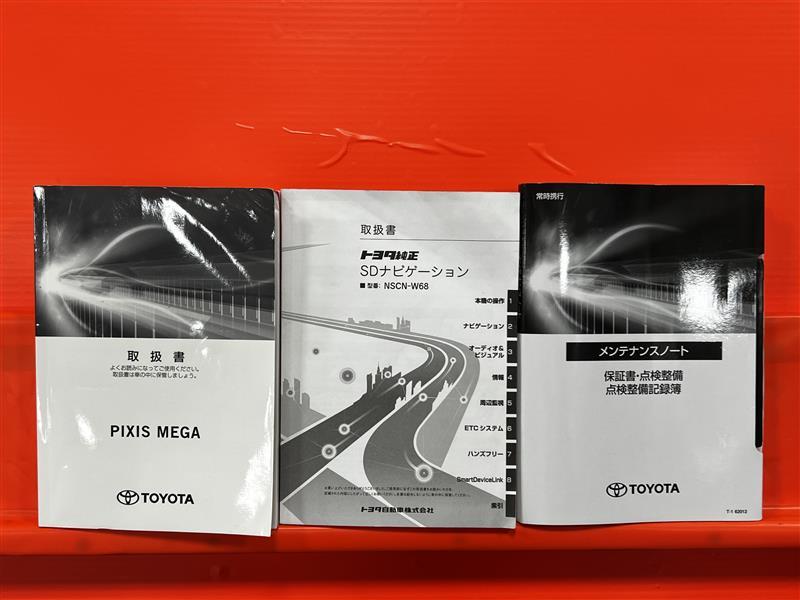 取扱書
よくお読みになってご使用ください。
取扱書は車の中に保管しましょう。
PIXIS MEGA
TOYOTA
取扱書
トヨタ純正
SDナビゲーション
■ 型番: NSCN-W68
本機の操作 1
ナビゲーション 2
オーディオ&
ビジュアル 3
情報 4
周辺監視 5
ETCシステム 6
ハンズフリー 7
SmartDeviceLink 8
索引
トヨタ自動車株式会社
常時携行
メンテナンスノート
保証書・点検整備
点検整備記録簿
TOYOTA
T-1 62013